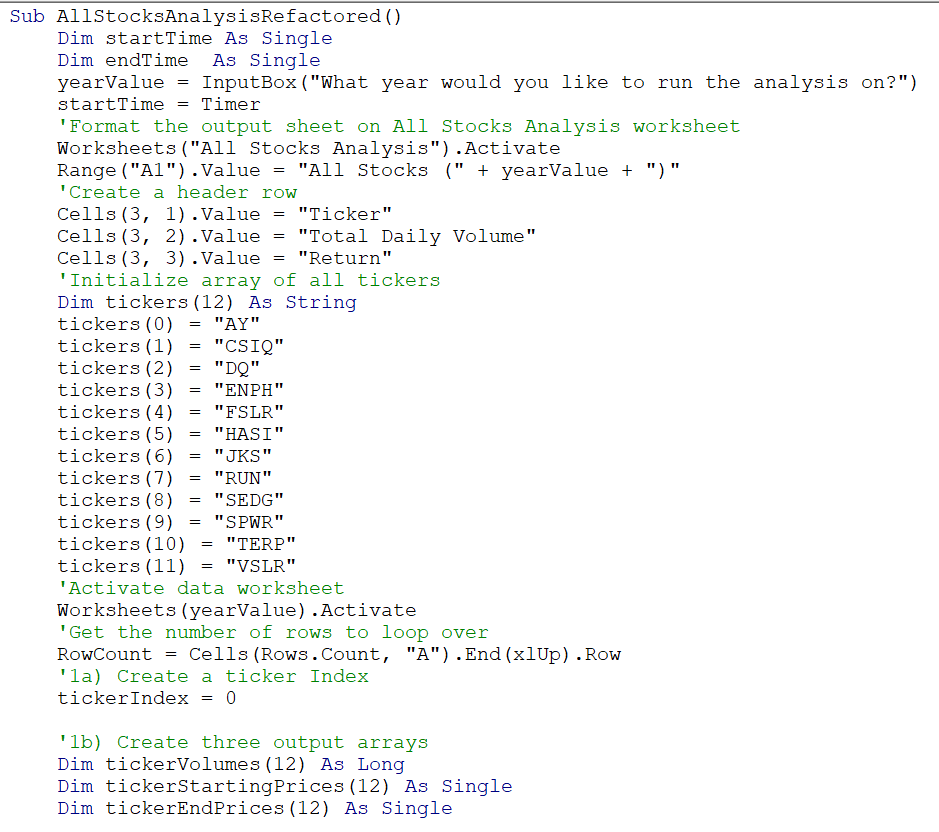 Sub AllStocksAnalysisRefactored()
    Dim startTime As Single
    Dim endTime  As Single
    yearValue = InputBox("What year would you like to run the analysis on?")
    startTime = Timer
    'Format the output sheet on All Stocks Analysis worksheet
    Worksheets("All Stocks Analysis").Activate
    Range("A1").Value = "All Stocks (" + yearValue + ")"
    'Create a header row
    Cells(3, 1).Value = "Ticker"
    Cells(3, 2).Value = "Total Daily Volume"
    Cells(3, 3).Value = "Return"
    'Initialize array of all tickers
    Dim tickers(12) As String
    tickers(0) = "AY"
    tickers(1) = "CSIQ"
    tickers(2) = "DQ"
    tickers(3) = "ENPH"
    tickers(4) = "FSLR"
    tickers(5) = "HASI"
    tickers(6) = "JKS"
    tickers(7) = "RUN"
    tickers(8) = "SEDG"
    tickers(9) = "SPWR"
    tickers(10) = "TERP"
    tickers(11) = "VSLR"
    'Activate data worksheet
    Worksheets(yearValue).Activate
    'Get the number of rows to loop over
    RowCount = Cells(Rows.Count, "A").End(xlUp).Row
    '1a) Create a ticker Index
    tickerIndex = 0

    '1b) Create three output arrays
    Dim tickerVolumes(12) As Long
    Dim tickerStartingPrices(12) As Single
    Dim tickerEndPrices(12) As Single